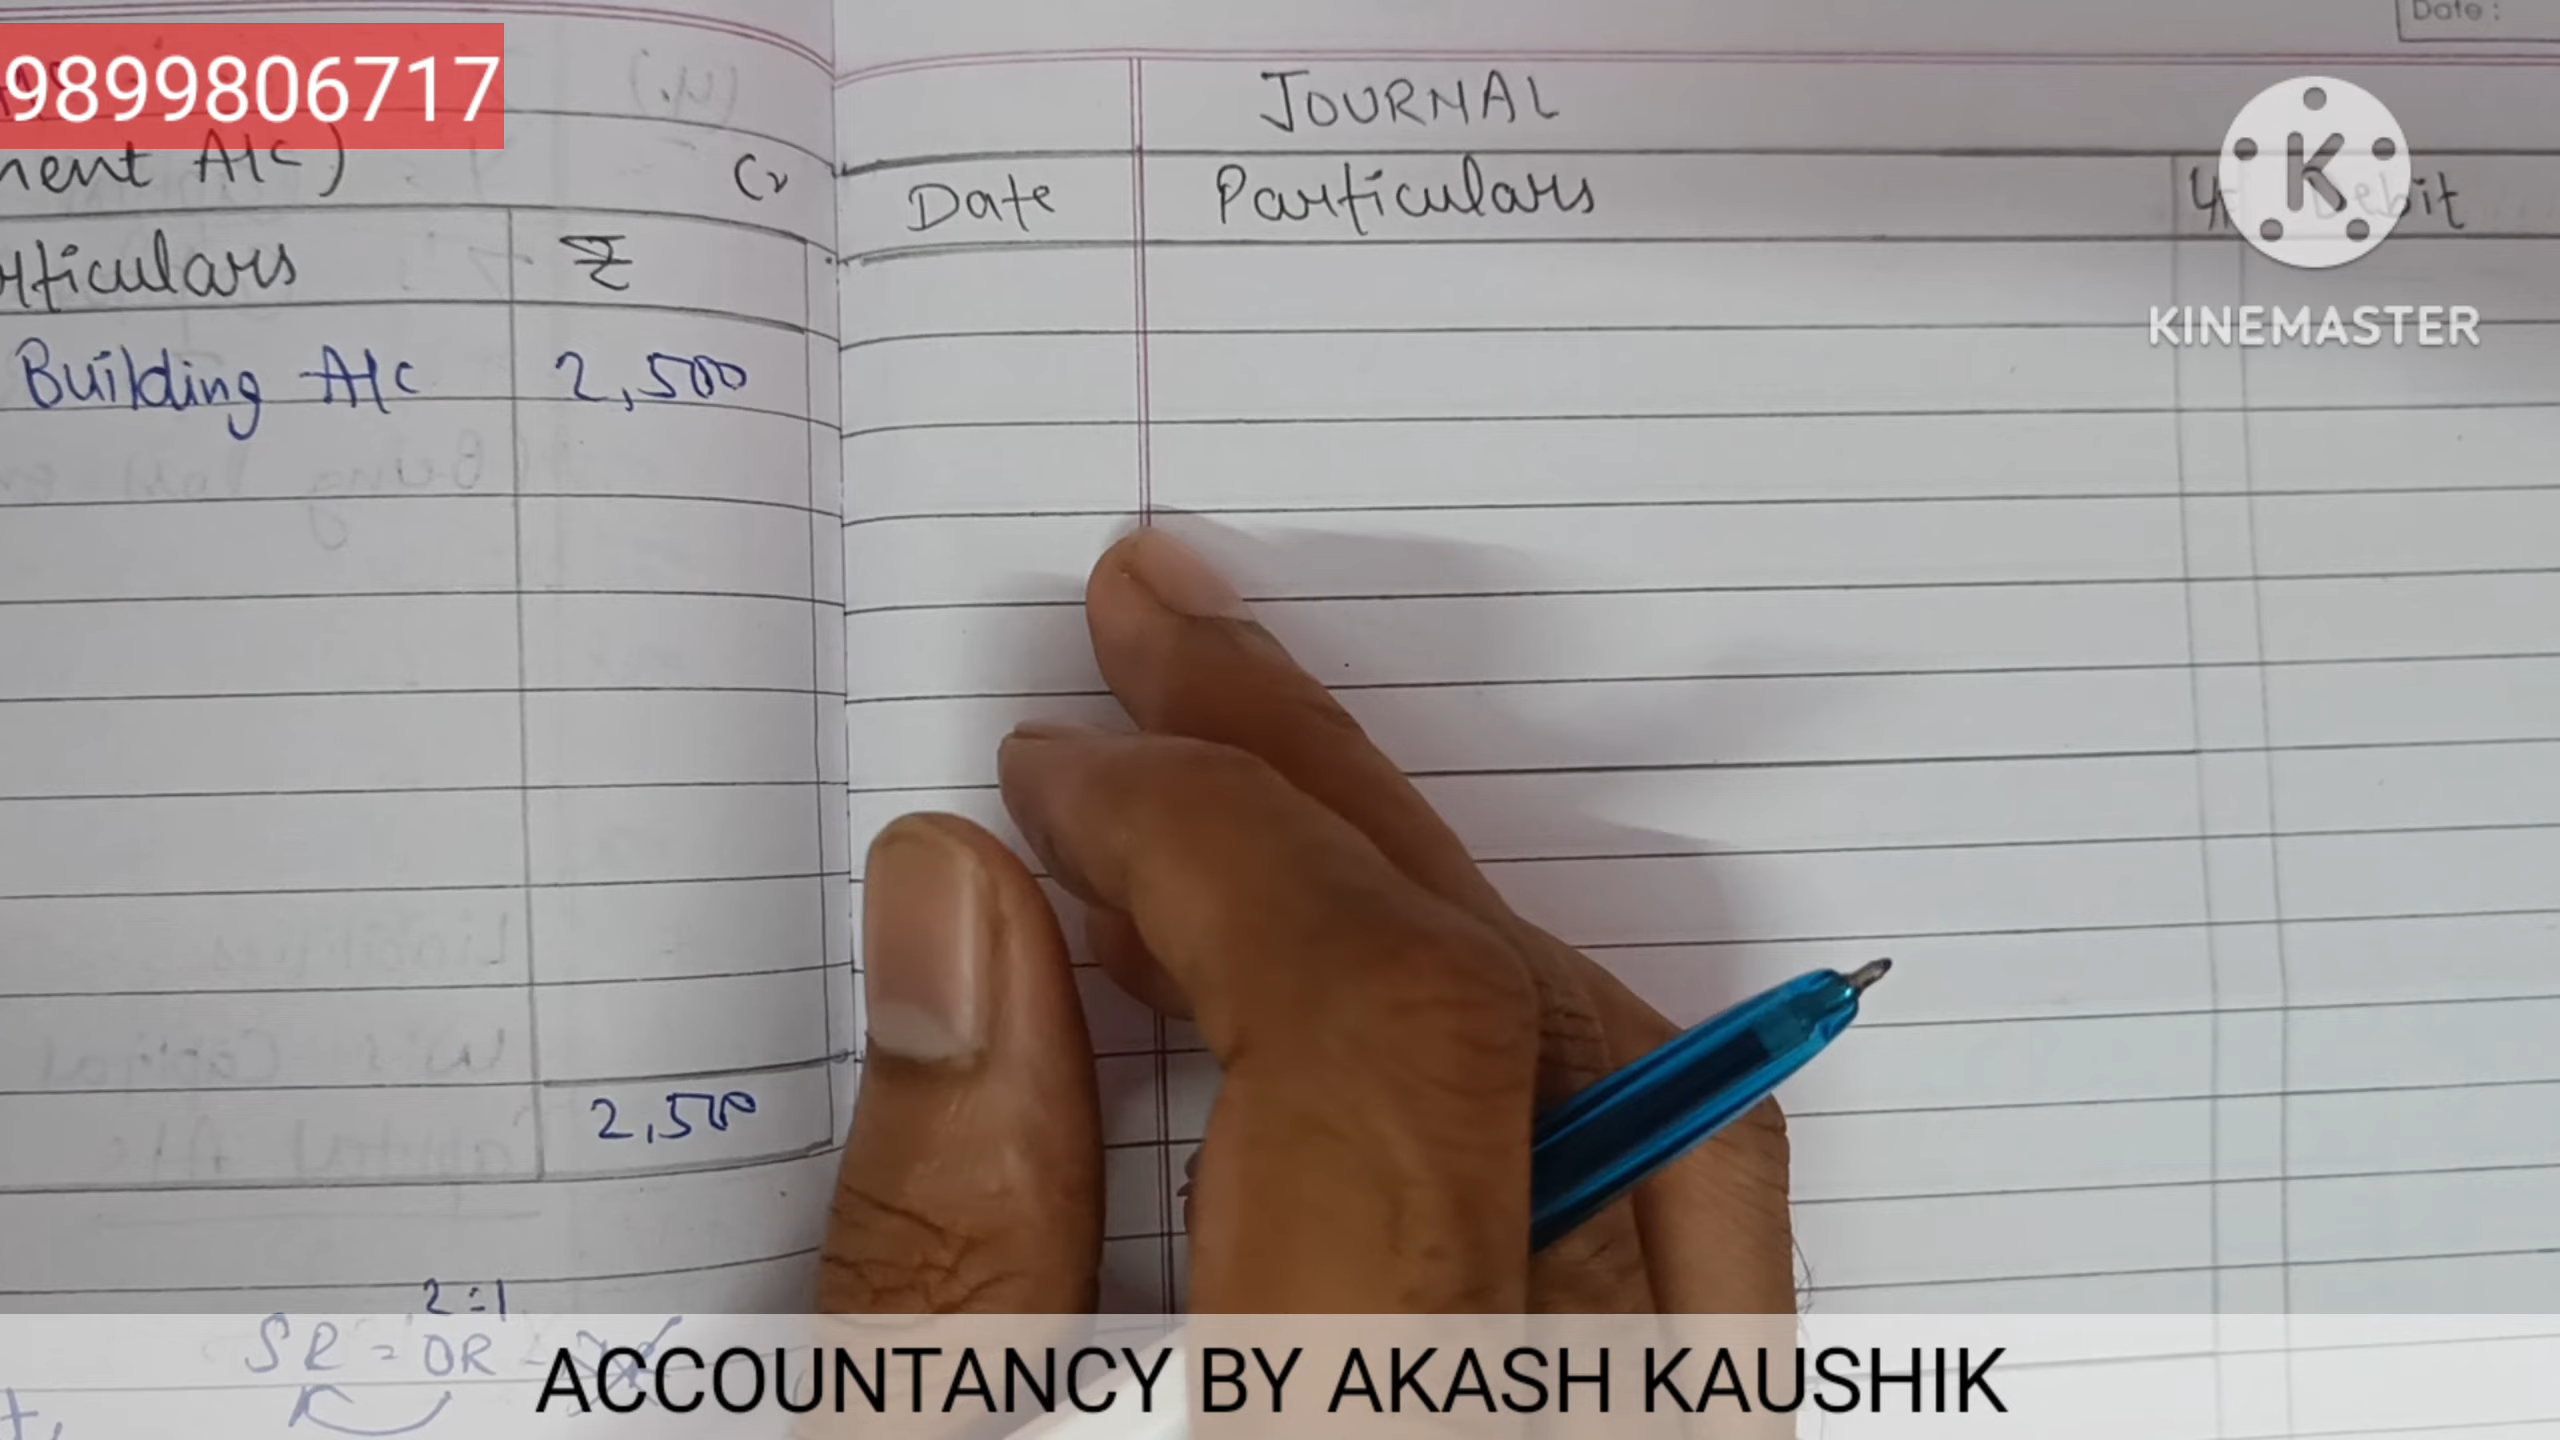 9899806717
ment A/C)
Cr
rticulars
₹
Building A/c
2,500
2,500
2:1
SR = OR -
JOURNAL
Date
Particulars
Debit
Date :
KINEMASTER
ACCOUNTANCY BY AKASH KAUSHIK